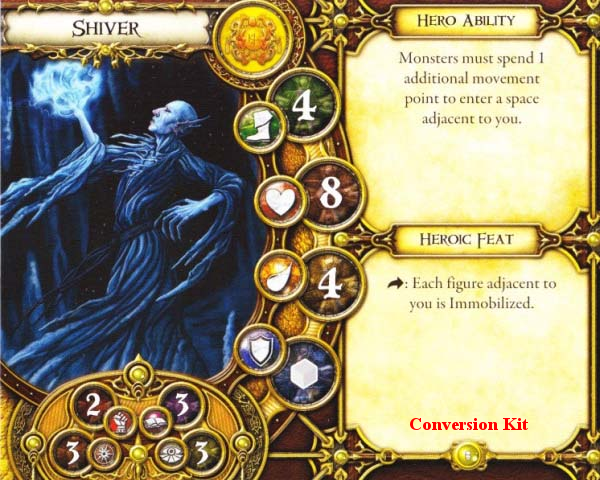 Shiver
Hero Ability
Monsters must spend 1
additional movement
point to enter a space
adjacent to you.
4
8
4
Heroic Feat
: Each figure adjacent to
you is Immobilized.
2
3
3
3
Conversion Kit